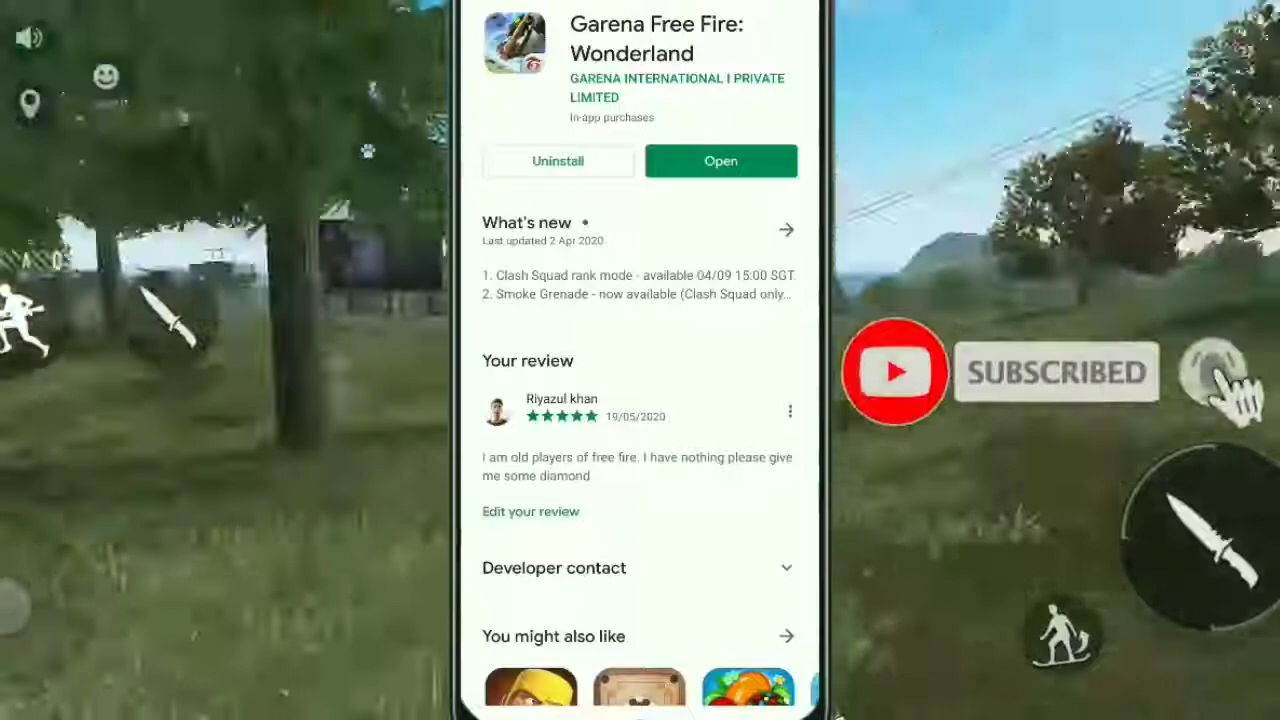 Garena Free Fire:
Wonderland
GARENA INTERNATIONAL I PRIVATE
LIMITED
In-app purchases
Uninstall
Open
What's new •
Last updated 2 Apr 2020
1. Clash Squad rank mode - available 04/09 15:00 SGT.
2. Smoke Grenade - now available (Clash Squad only...
Your review
Riyazul khan
19/05/2020
I am old players of free fire. I have nothing please give
me some diamond
Edit your review
Developer contact
You might also like
SUBSCRIBED